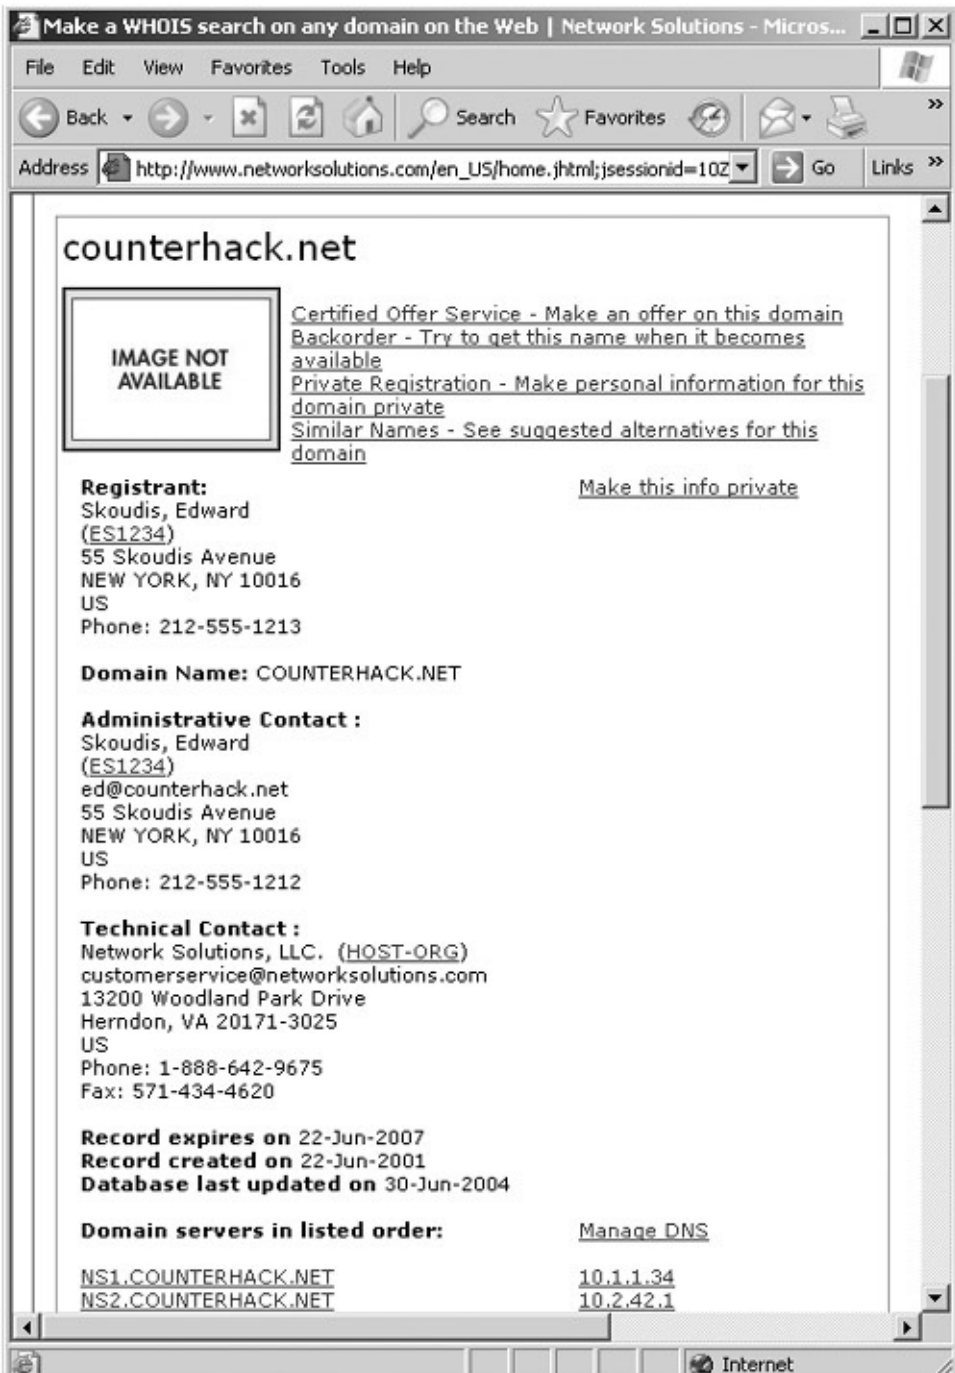 Make a WHOIS search on any domain on the Web | Network Solutions - Micros...
File Edit View Favorites Tools Help
Back Search Favorites »
Address http://www.networksolutions.com/en_US/home.jhtml;jsessionid=10Z Go Links »
counterhack.net
IMAGE NOT
AVAILABLE
Certified Offer Service - Make an offer on this domain
Backorder - Try to get this name when it becomes
available
Private Registration - Make personal information for this
domain private
Similar Names - See suggested alternatives for this
domain
Registrant: Make this info private
Skoudis, Edward
(ES1234)
55 Skoudis Avenue
NEW YORK, NY 10016
US
Phone: 212-555-1213
Domain Name: COUNTERHACK.NET
Administrative Contact :
Skoudis, Edward
(ES1234)
ed@counterhack.net
55 Skoudis Avenue
NEW YORK, NY 10016
US
Phone: 212-555-1212
Technical Contact :
Network Solutions, LLC. (HOST-ORG)
customerservice@networksolutions.com
13200 Woodland Park Drive
Herndon, VA 20171-3025
US
Phone: 1-888-642-9675
Fax: 571-434-4620
Record expires on 22-Jun-2007
Record created on 22-Jun-2001
Database last updated on 30-Jun-2004
Domain servers in listed order: Manage DNS
NS1.COUNTERHACK.NET 10.1.1.34
NS2.COUNTERHACK.NET 10.2.42.1
Internet